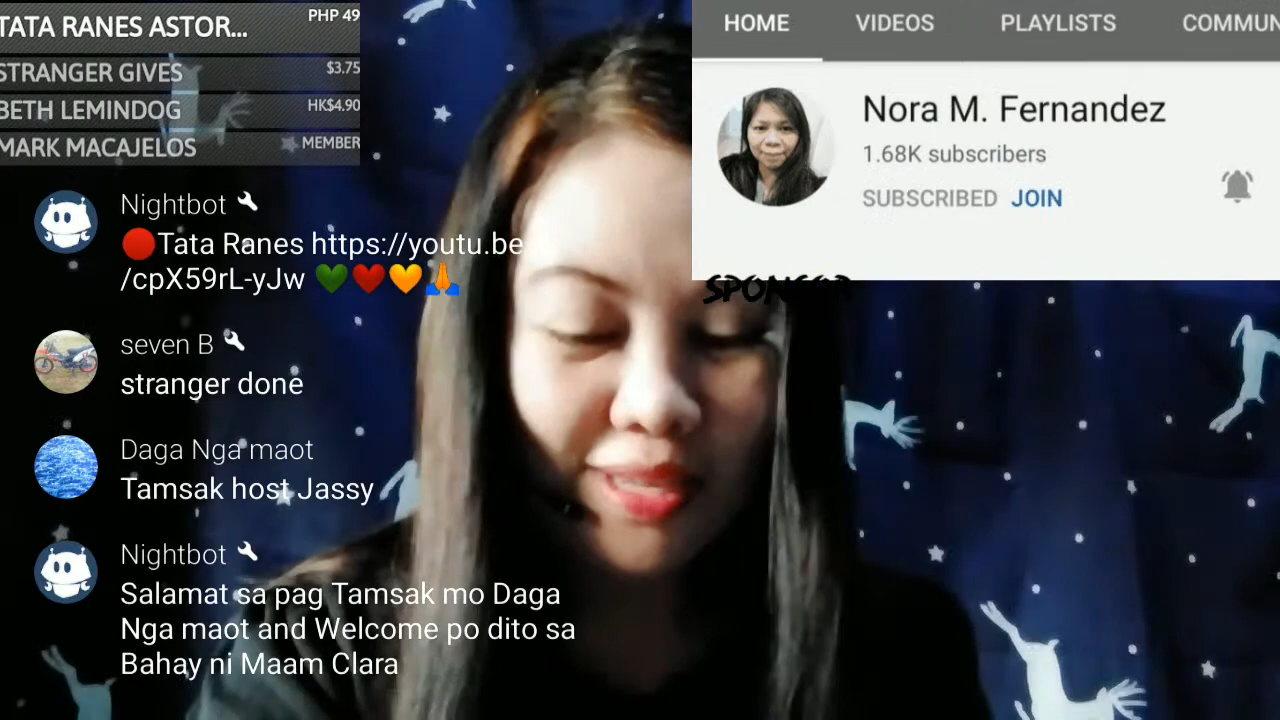 TATA RANES ASTOR...
PHP 49
STRANGER GIVES
$3.75
BETH LEMINDOG
HK$4.90
MARK MACAJELOS
MEMBER
Nightbot
🔴Tata Ranes https://youtu.be
/cpX59rL-yJw 💚❤️🧡🙏
seven B
stranger done
Daga Nga maot
Tamsak host Jassy
Nightbot
Salamat sa pag Tamsak mo Daga
Nga maot and Welcome po dito sa
Bahay ni Maam Clara
HOME
VIDEOS
PLAYLISTS
COMMUN
Nora M. Fernandez
1.68K subscribers
SUBSCRIBED JOIN
SPONSOR